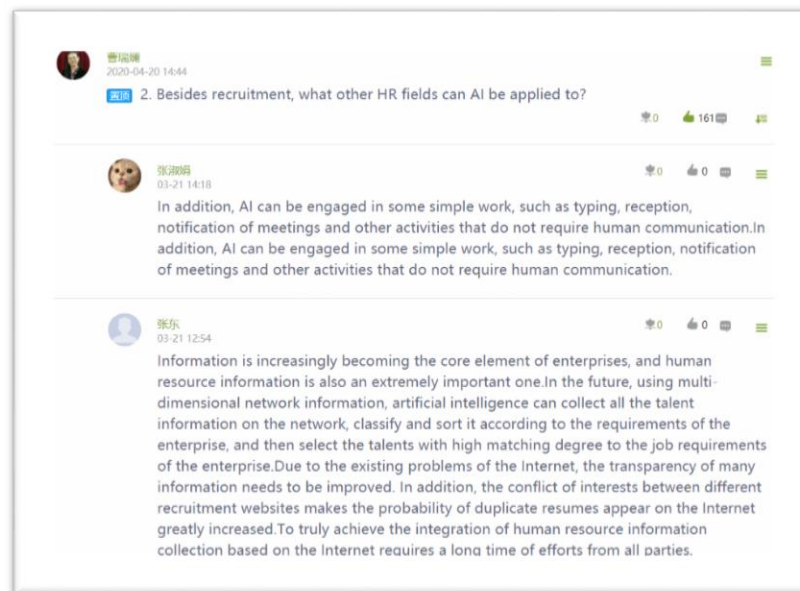 曹瑞斓
2020-04-20 14:44
置顶 2. Besides recruitment, what other HR fields can AI be applied to?
0 161
张淑娟
0 0
03-21 14:18
In addition, AI can be engaged in some simple work, such as typing, reception,
notification of meetings and other activities that do not require human communication.In
addition, AI can be engaged in some simple work, such as typing, reception, notification
of meetings and other activities that do not require human communication.
张东
0 0
03-21 12:54
Information is increasingly becoming the core element of enterprises, and human
resource information is also an extremely important one.In the future, using multi-
dimensional network information, artificial intelligence can collect all the talent
information on the network, classify and sort it according to the requirements of the
enterprise, and then select the talents with high matching degree to the job requirements
of the enterprise.Due to the existing problems of the Internet, the transparency of many
information needs to be improved. In addition, the conflict of interests between different
recruitment websites makes the probability of duplicate resumes appear on the Internet
greatly increased.To truly achieve the integration of human resource information
collection based on the Internet requires a long time of efforts from all parties.